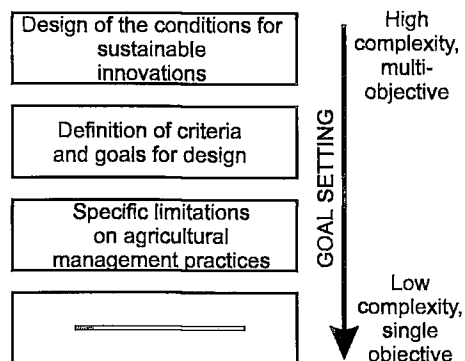 Design of the conditions for
sustainable
innovations
Definition of criteria
and goals for design
Specific limitations
on agricultural
management practices
GOAL SETTING
High
complexity,
multi-
objective
Low
complexity,
single
objective